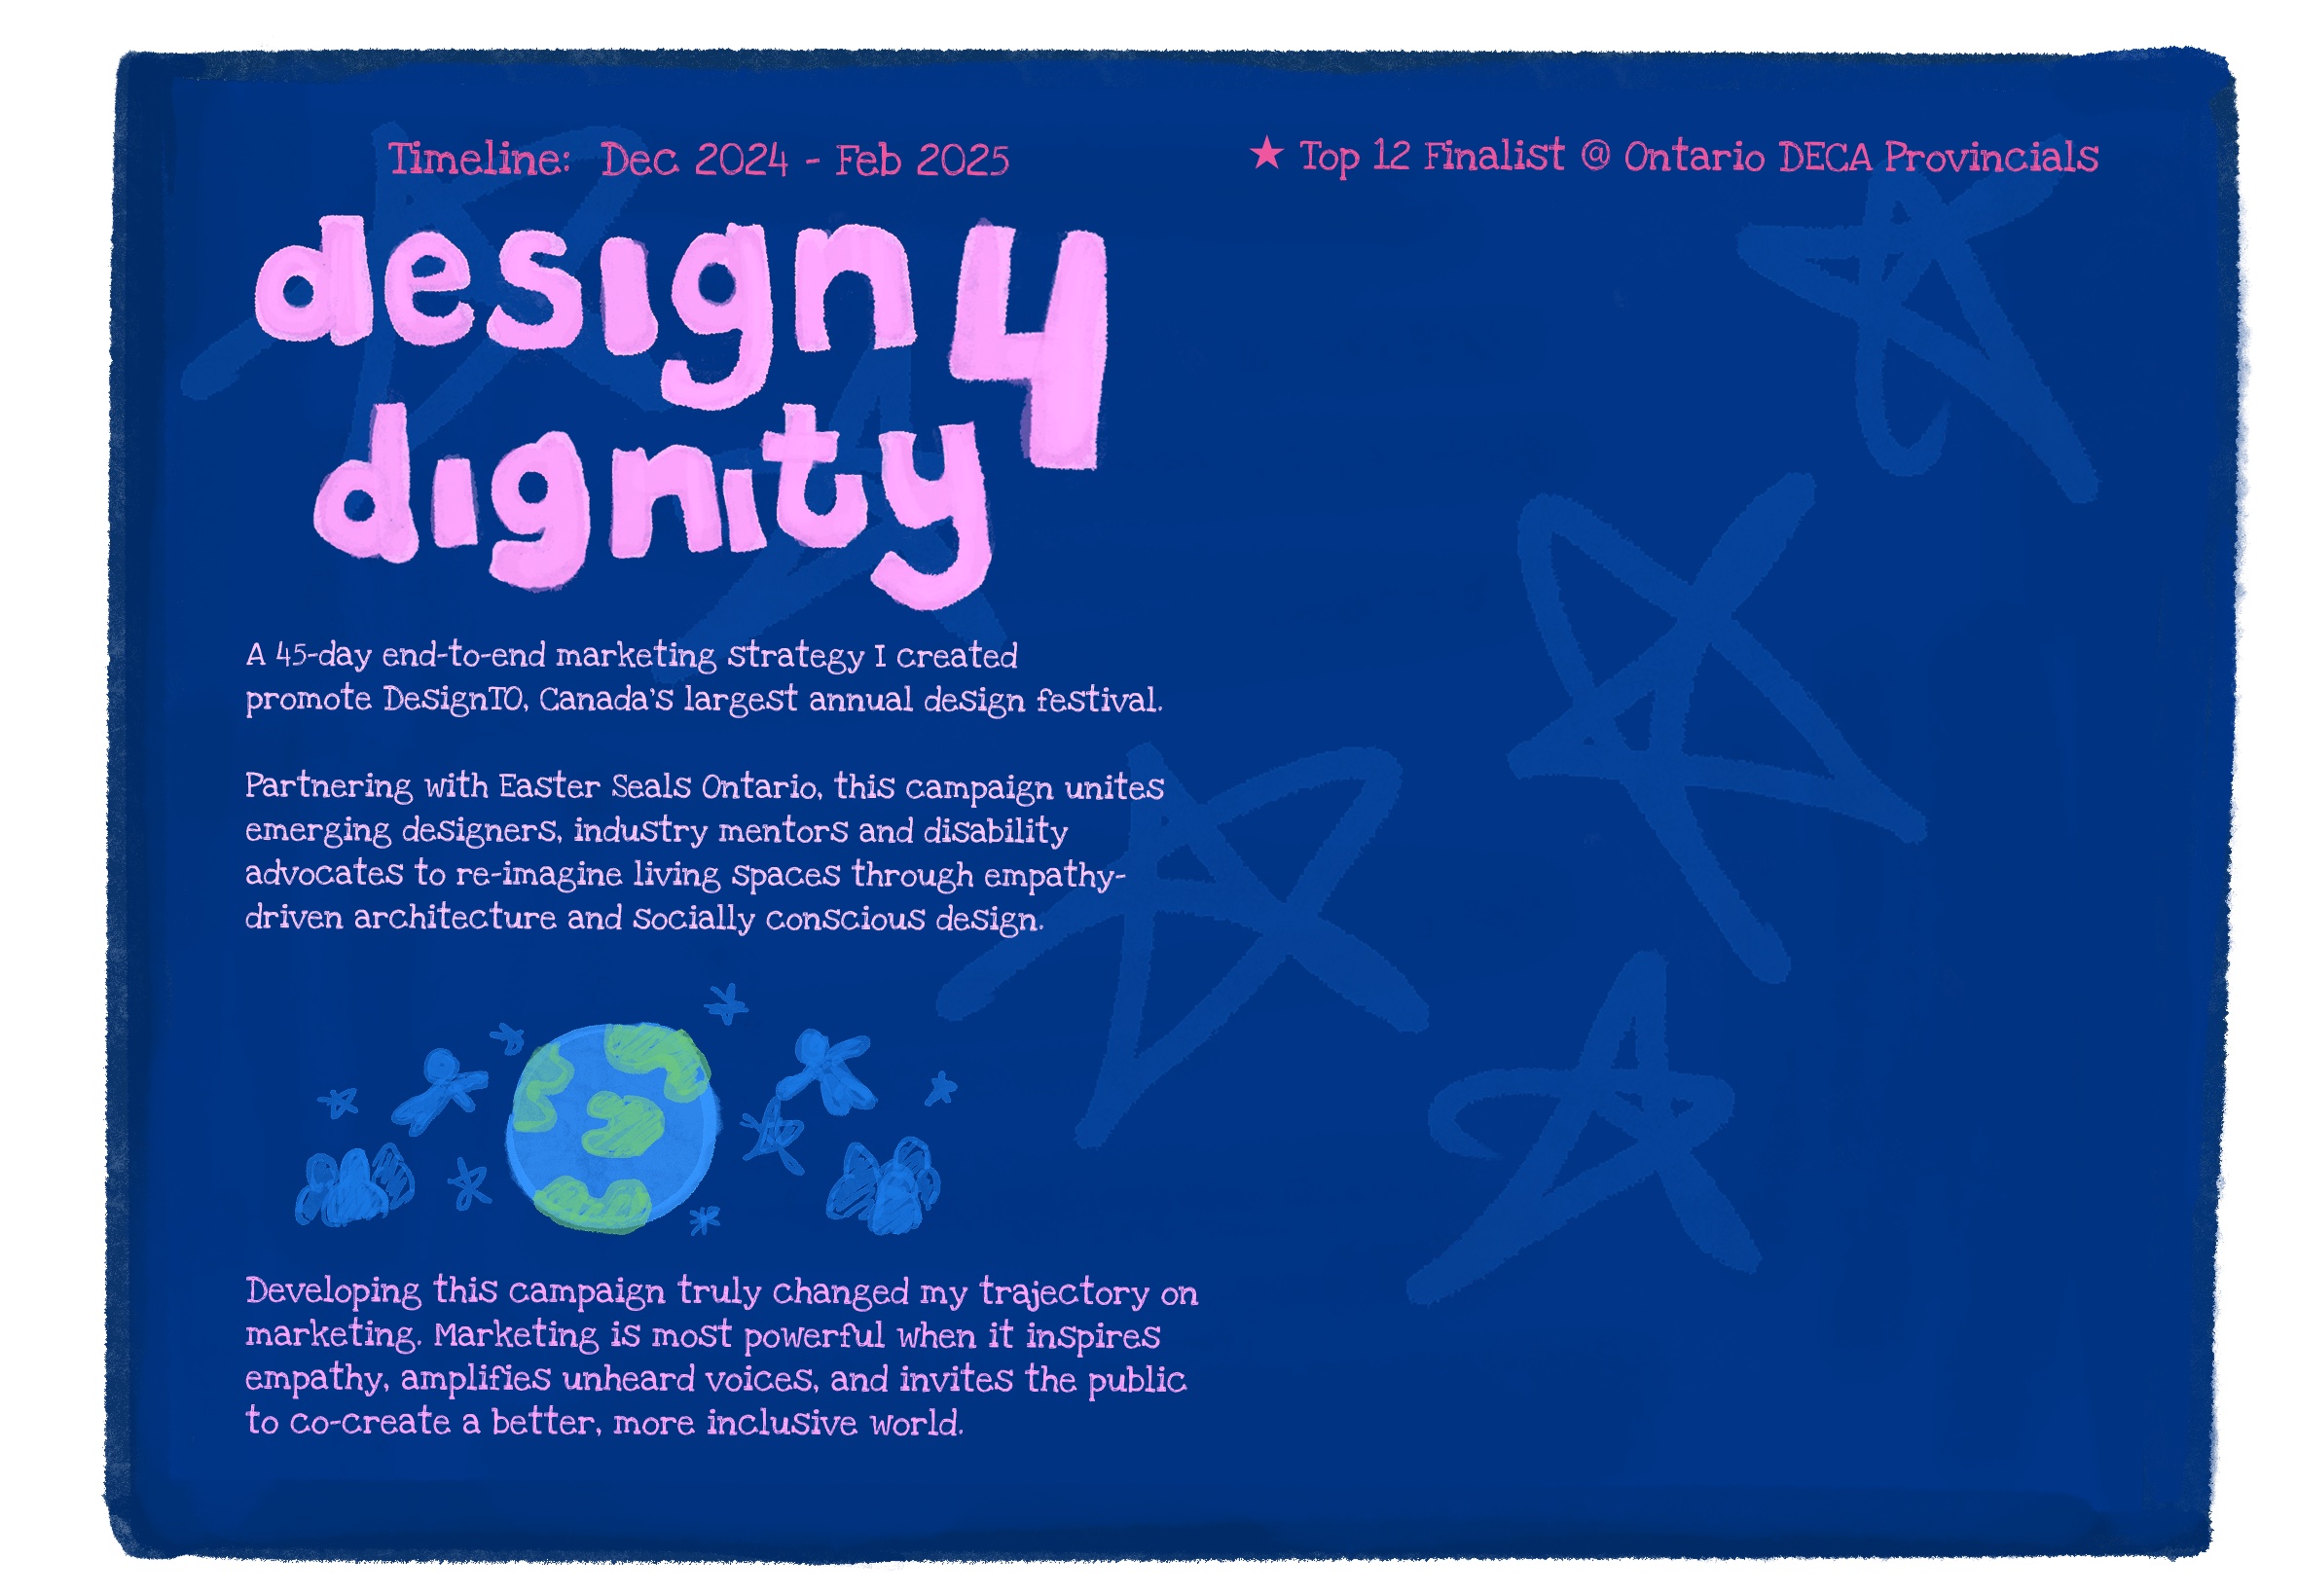 Timeline: Dec 2024 - Feb 2025
★ Top 12 Finalist @ Ontario DECA Provincials
design 4
dignity
A 45-day end-to-end marketing strategy I created
promote DesignTO, Canada's largest annual design festival.
Partnering with Easter Seals Ontario, this campaign unites
emerging designers, industry mentors and disability
advocates to re-imagine living spaces through empathy-
driven architecture and socially conscious design.
Developing this campaign truly changed my trajectory on
marketing. Marketing is most powerful when it inspires
empathy, amplifies unheard voices, and invites the public
to co-create a better, more inclusive world.